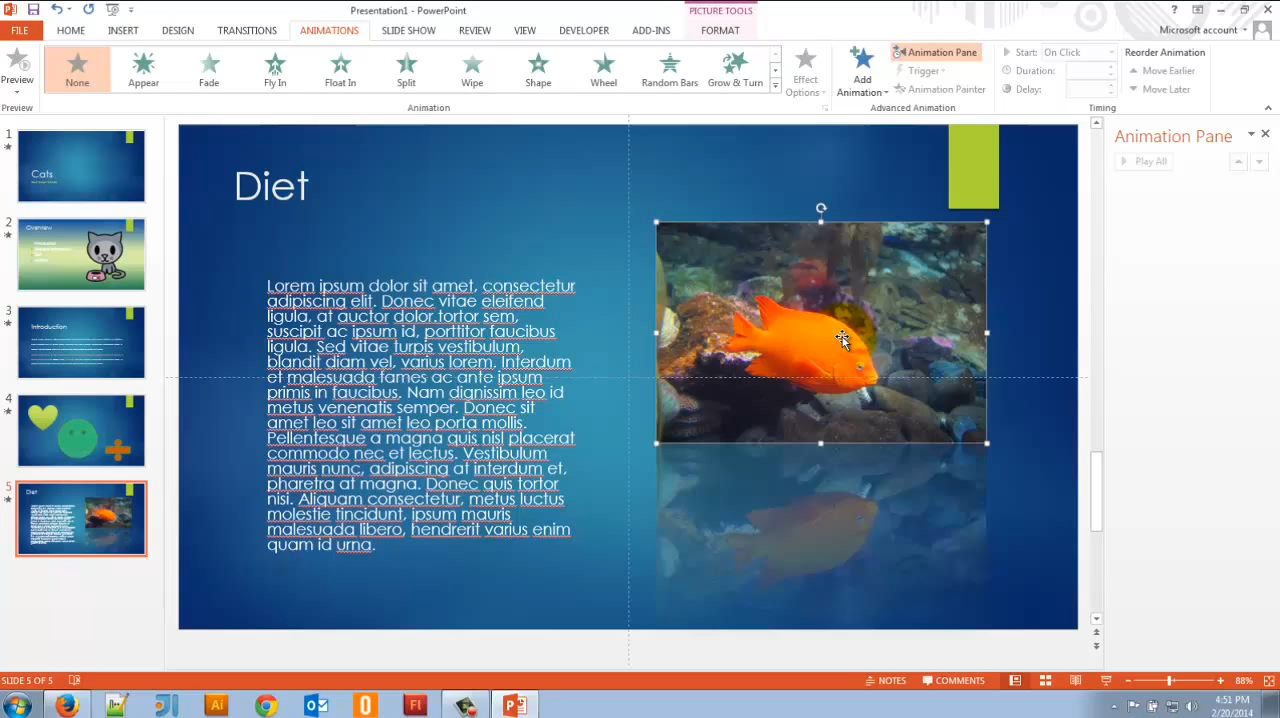 Presentation1 - PowerPoint
PICTURE TOOLS
FILE HOME INSERT DESIGN TRANSITIONS ANIMATIONS SLIDE SHOW REVIEW VIEW DEVELOPER ADD-INS FORMAT
Microsoft account
Preview
None Appear Fade Fly In Float In Split Wipe Shape Wheel Random Bars Grow & Turn
Effect
Options
Add
Animation
Animation Pane
Trigger
Animation Painter
Start: On Click
Duration:
Delay:
Reorder Animation
Move Earlier
Move Later
Preview
Animation
Advanced Animation
Timing
1
Cats
2
Overview
3
Introduction
4
5
Diet
Diet
Lorem ipsum dolor sit amet, consectetur
adipiscing elit. Donec vitae eleifend
ligula, at auctor dolor.tortor sem,
suscipit ac ipsum id, porttitor faucibus
ligula. Sed vitae turpis vestibulum,
blandit diam vel, varius lorem. Interdum
et malesuada fames ac ante ipsum
primis in faucibus. Nam dignissim leo id
metus venenatis semper. Donec sit
amet leo sit amet leo porta mollis.
Pellentesque a magna quis nisl placerat
commodo nec et lectus. Vestibulum
mauris nunc, adipiscing at interdum et,
pharetra at magna. Donec quis tortor
nisi. Aliquam consectetur, metus luctus
molestie tincidunt, ipsum mauris
malesuada libero, hendrerit varius enim
quam id urna.
Animation Pane
Play All
SLIDE 5 OF 5
NOTES
COMMENTS
88%
Ai
Fl
4:51 PM
2/20/2014